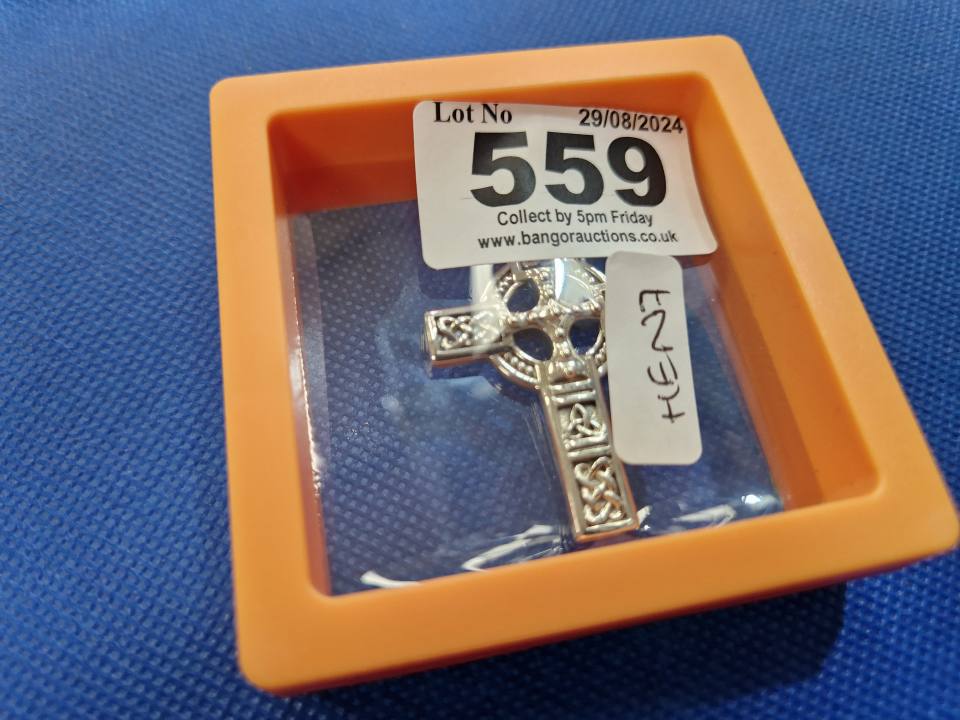 Lot No 29/08/2024
559
Collect by 5pm Friday
www.bangorauctions.co.uk
HEN7